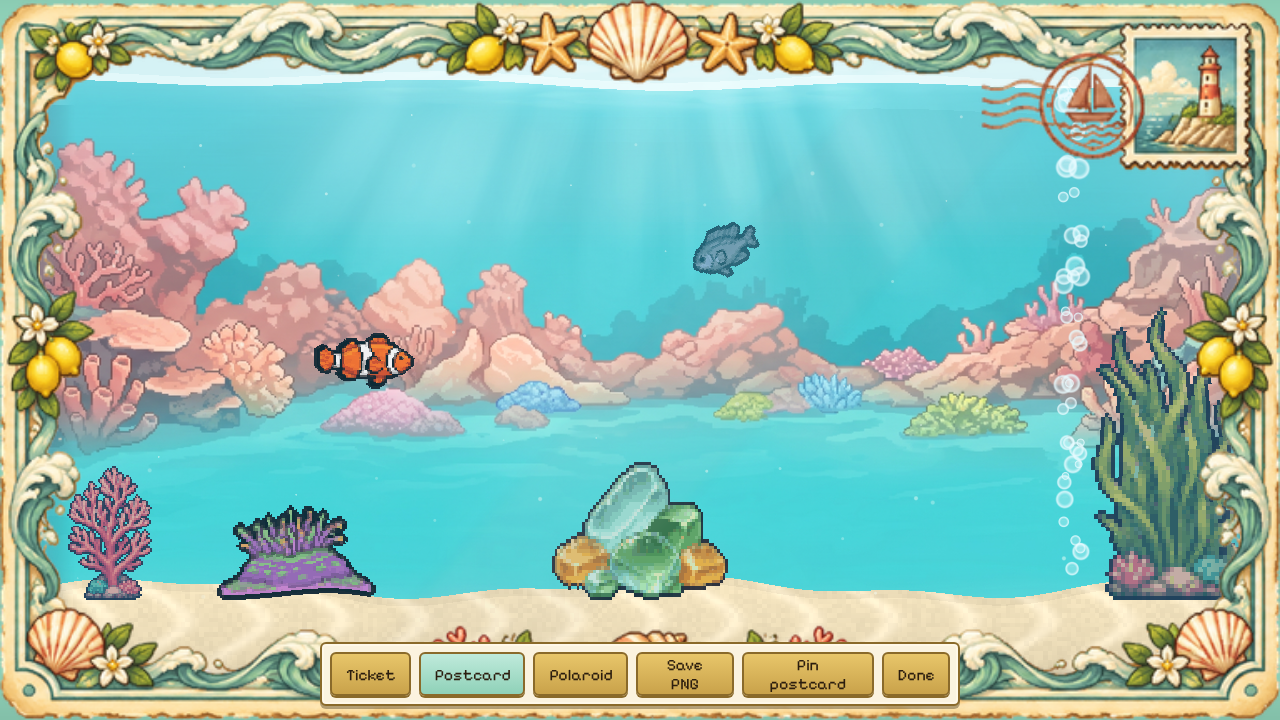 Ticket
Postcard
Polaroid
Save
PNG
Pin
postcard
Done